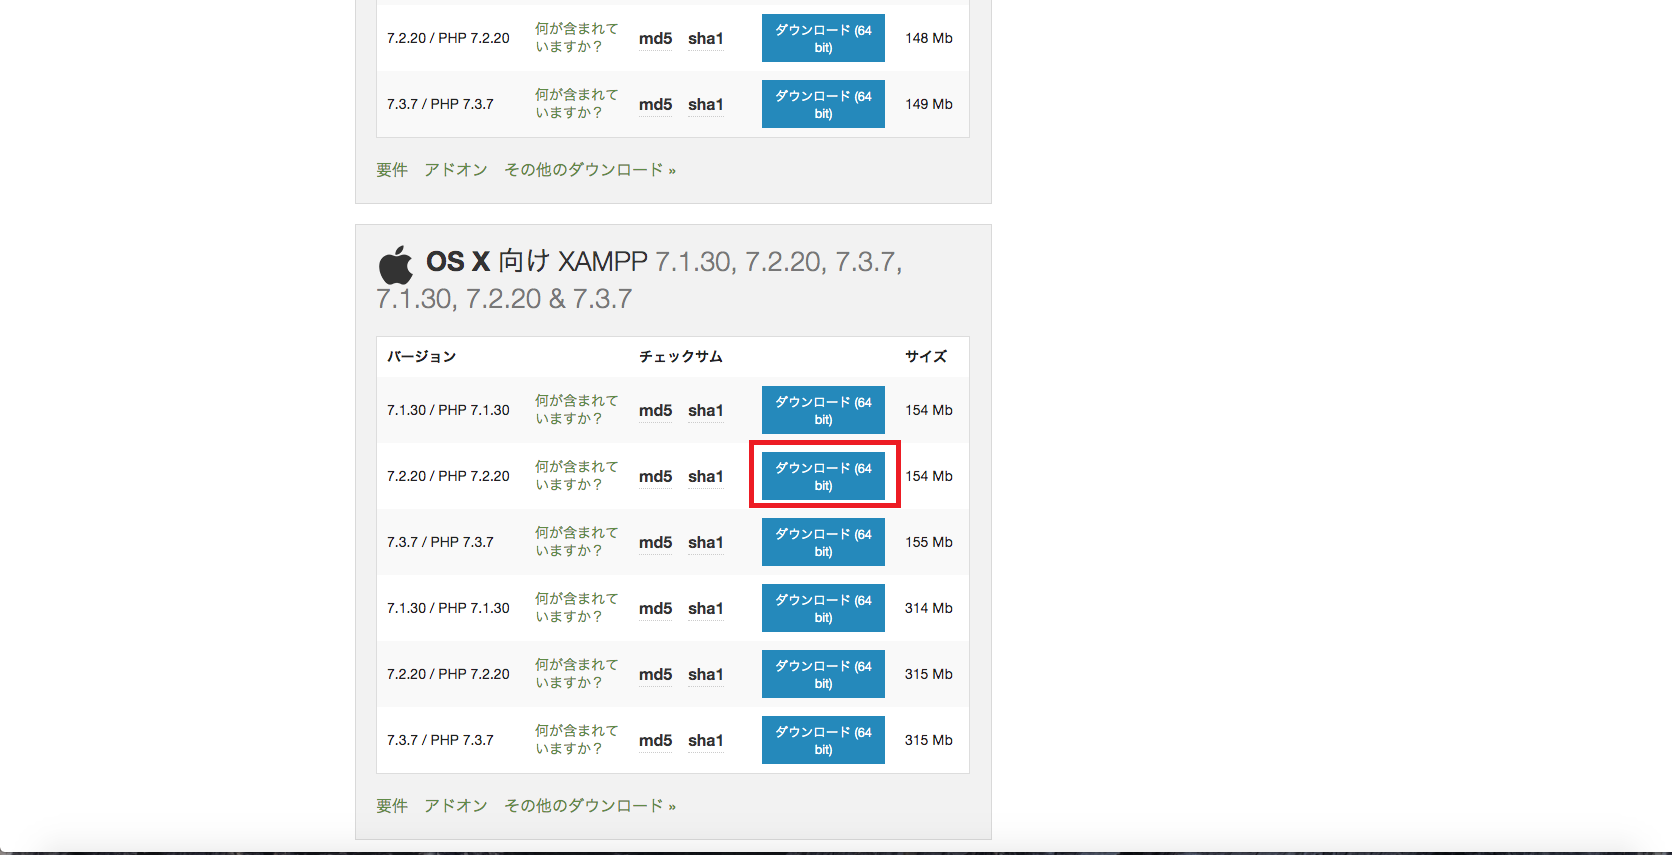 7.2.20 / PHP 7.2.20 何が含まれて md5 sha1 ダウンロード (64 148 Mb
いますか？ bit)
7.3.7 / PHP 7.3.7 何が含まれて md5 sha1 ダウンロード (64 149 Mb
いますか？ bit)
要件 アドオン その他のダウンロード »
OS X 向け XAMPP 7.1.30, 7.2.20, 7.3.7,
7.1.30, 7.2.20 & 7.3.7
バージョン チェックサム サイズ
7.1.30 / PHP 7.1.30 何が含まれて md5 sha1 ダウンロード (64 154 Mb
いますか？ bit)
7.2.20 / PHP 7.2.20 何が含まれて md5 sha1 ダウンロード (64 154 Mb
いますか？ bit)
7.3.7 / PHP 7.3.7 何が含まれて md5 sha1 ダウンロード (64 155 Mb
いますか？ bit)
7.1.30 / PHP 7.1.30 何が含まれて md5 sha1 ダウンロード (64 314 Mb
いますか？ bit)
7.2.20 / PHP 7.2.20 何が含まれて md5 sha1 ダウンロード (64 315 Mb
いますか？ bit)
7.3.7 / PHP 7.3.7 何が含まれて md5 sha1 ダウンロード (64 315 Mb
いますか？ bit)
要件 アドオン その他のダウンロード »